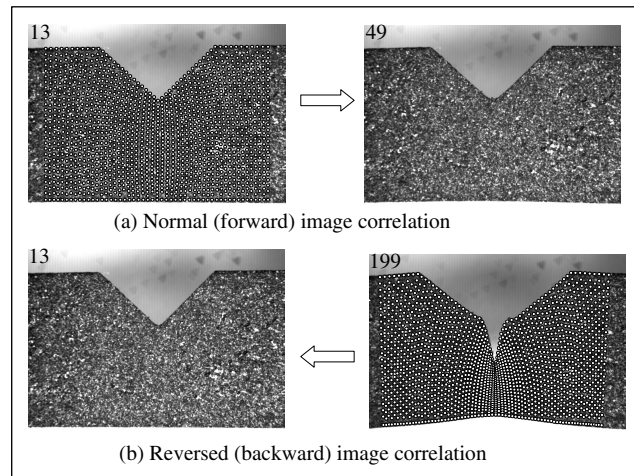 13
49
(a) Normal (forward) image correlation
13
199
(b) Reversed (backward) image correlation